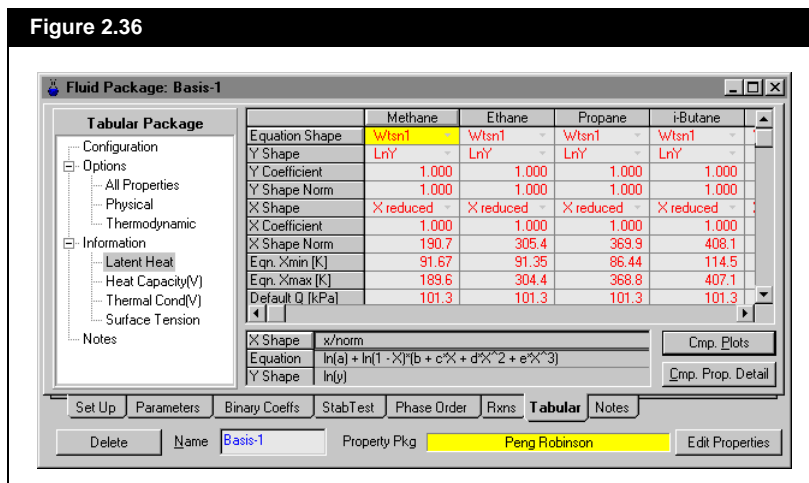 Figure 2.36
Fluid Package: Basis-1
Tabular Package
Configuration
Options
All Properties
Physical
Thermodynamic
Information
Latent Heat
Heat Capacity(V)
Thermal Cond(V)
Surface Tension
Notes
Methane Ethane Propane i-Butane
Equation Shape Wtsn1 Wtsn1 Wtsn1 Wtsn1
Y Shape LnY LnY LnY LnY
Y Coefficient 1.000 1.000 1.000 1.000
Y Shape Norm 1.000 1.000 1.000 1.000
X Shape X reduced X reduced X reduced X reduced
X Coefficient 1.000 1.000 1.000 1.000
X Shape Norm 190.7 305.4 369.9 408.1
Eqn. Xmin [K] 91.67 91.35 86.44 114.5
Eqn. Xmax [K] 189.6 304.4 368.8 407.1
Default Q [kPa] 101.3 101.3 101.3 101.3
X Shape x/norm
Equation ln(a) + ln(1 - X)*(b + c*X + d*X^2 + e*X^3)
Y Shape ln(y)
Cmp. Plots
Cmp. Prop. Detail
Set Up Parameters Binary Coeffs StabTest Phase Order Rxns Tabular Notes
Delete Name Basis-1 Property Pkg Peng Robinson Edit Properties